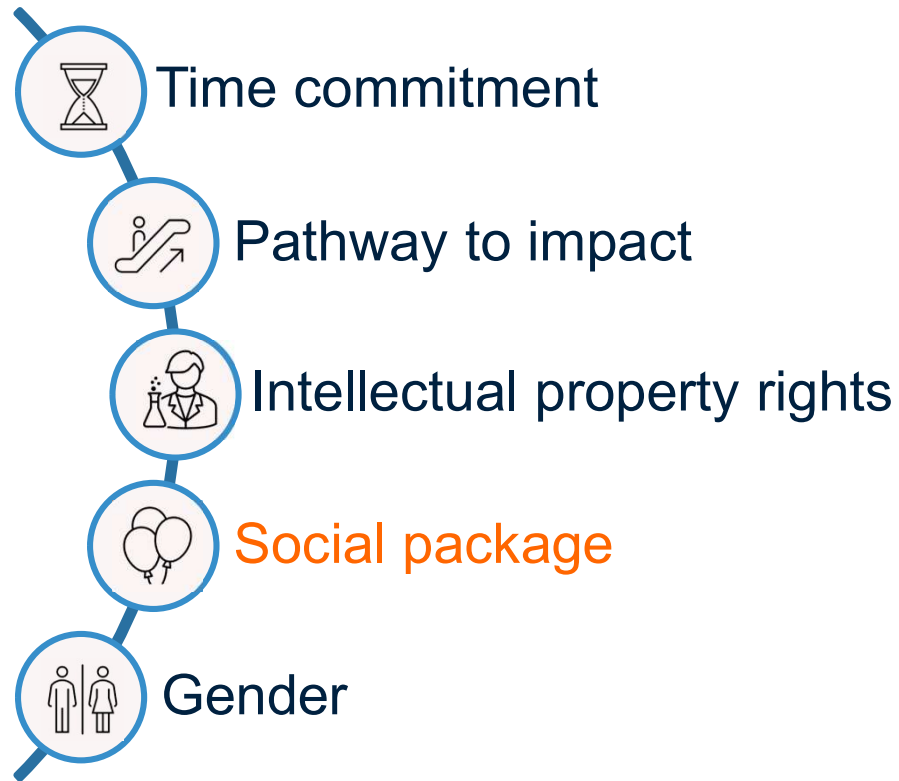 Time commitment
Pathway to impact
Intellectual property rights
Social package
Gender